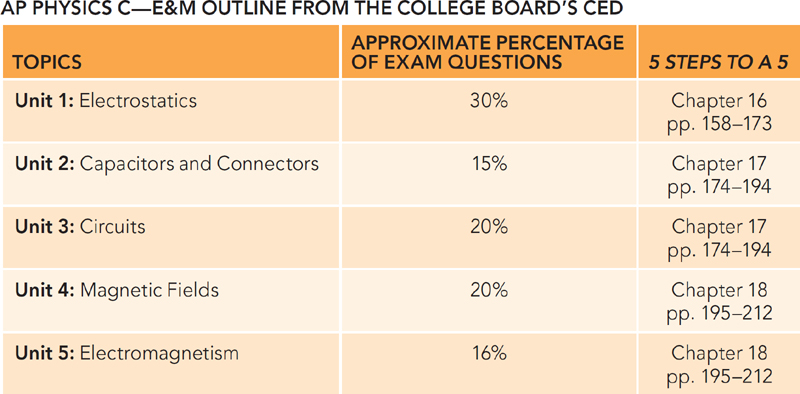 AP PHYSICS C—E&M OUTLINE FROM THE COLLEGE BOARD'S CED
TOPICS
APPROXIMATE PERCENTAGE
OF EXAM QUESTIONS
5 STEPS TO A 5
Unit 1: Electrostatics
30%
Chapter 16
pp. 158–173
Unit 2: Capacitors and Connectors
15%
Chapter 17
pp. 174–194
Unit 3: Circuits
20%
Chapter 17
pp. 174–194
Unit 4: Magnetic Fields
20%
Chapter 18
pp. 195–212
Unit 5: Electromagnetism
16%
Chapter 18
pp. 195–212